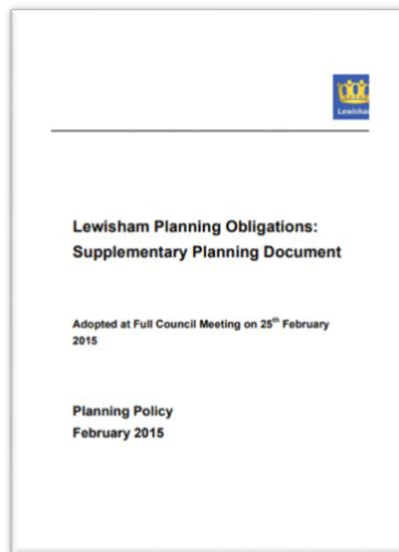 Lewisham
Lewisham Planning Obligations:
Supplementary Planning Document
Adopted at Full Council Meeting on 25th February
2015
Planning Policy
February 2015